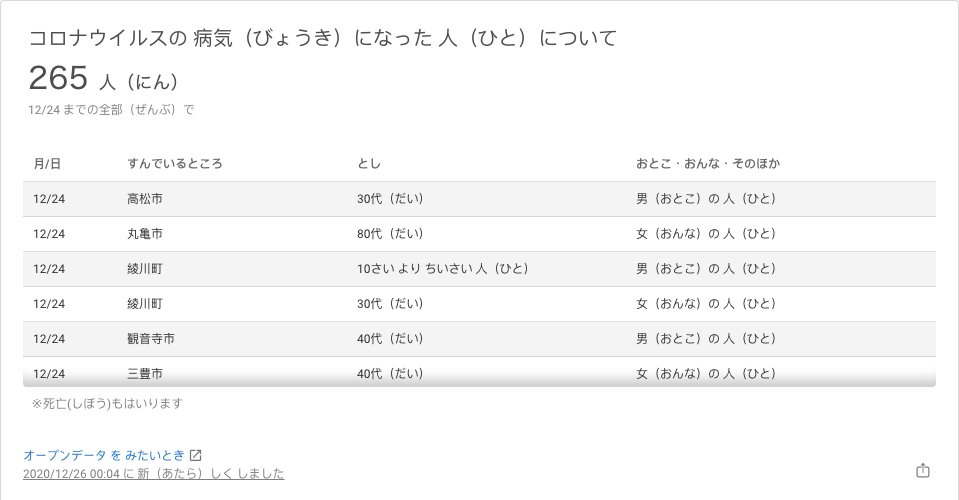 コロナウイルスの 病気（びょうき）になった 人（ひと）について
265 人（にん）
12/24 までの全部（ぜんぶ）で
月/日 すんでいるところ とし おとこ・おんな・そのほか
12/24 高松市 30代（だい） 男（おとこ）の 人（ひと）
12/24 丸亀市 80代（だい） 女（おんな）の 人（ひと）
12/24 綾川町 10さい より ちいさい 人（ひと） 男（おとこ）の 人（ひと）
12/24 綾川町 30代（だい） 女（おんな）の 人（ひと）
12/24 観音寺市 40代（だい） 男（おとこ）の 人（ひと）
12/24 三豊市 40代（だい） 女（おんな）の 人（ひと）
※死亡(しぼう)もはいります
オープンデータ を みたいとき
2020/12/26 00:04 に 新（あたら）しく しました